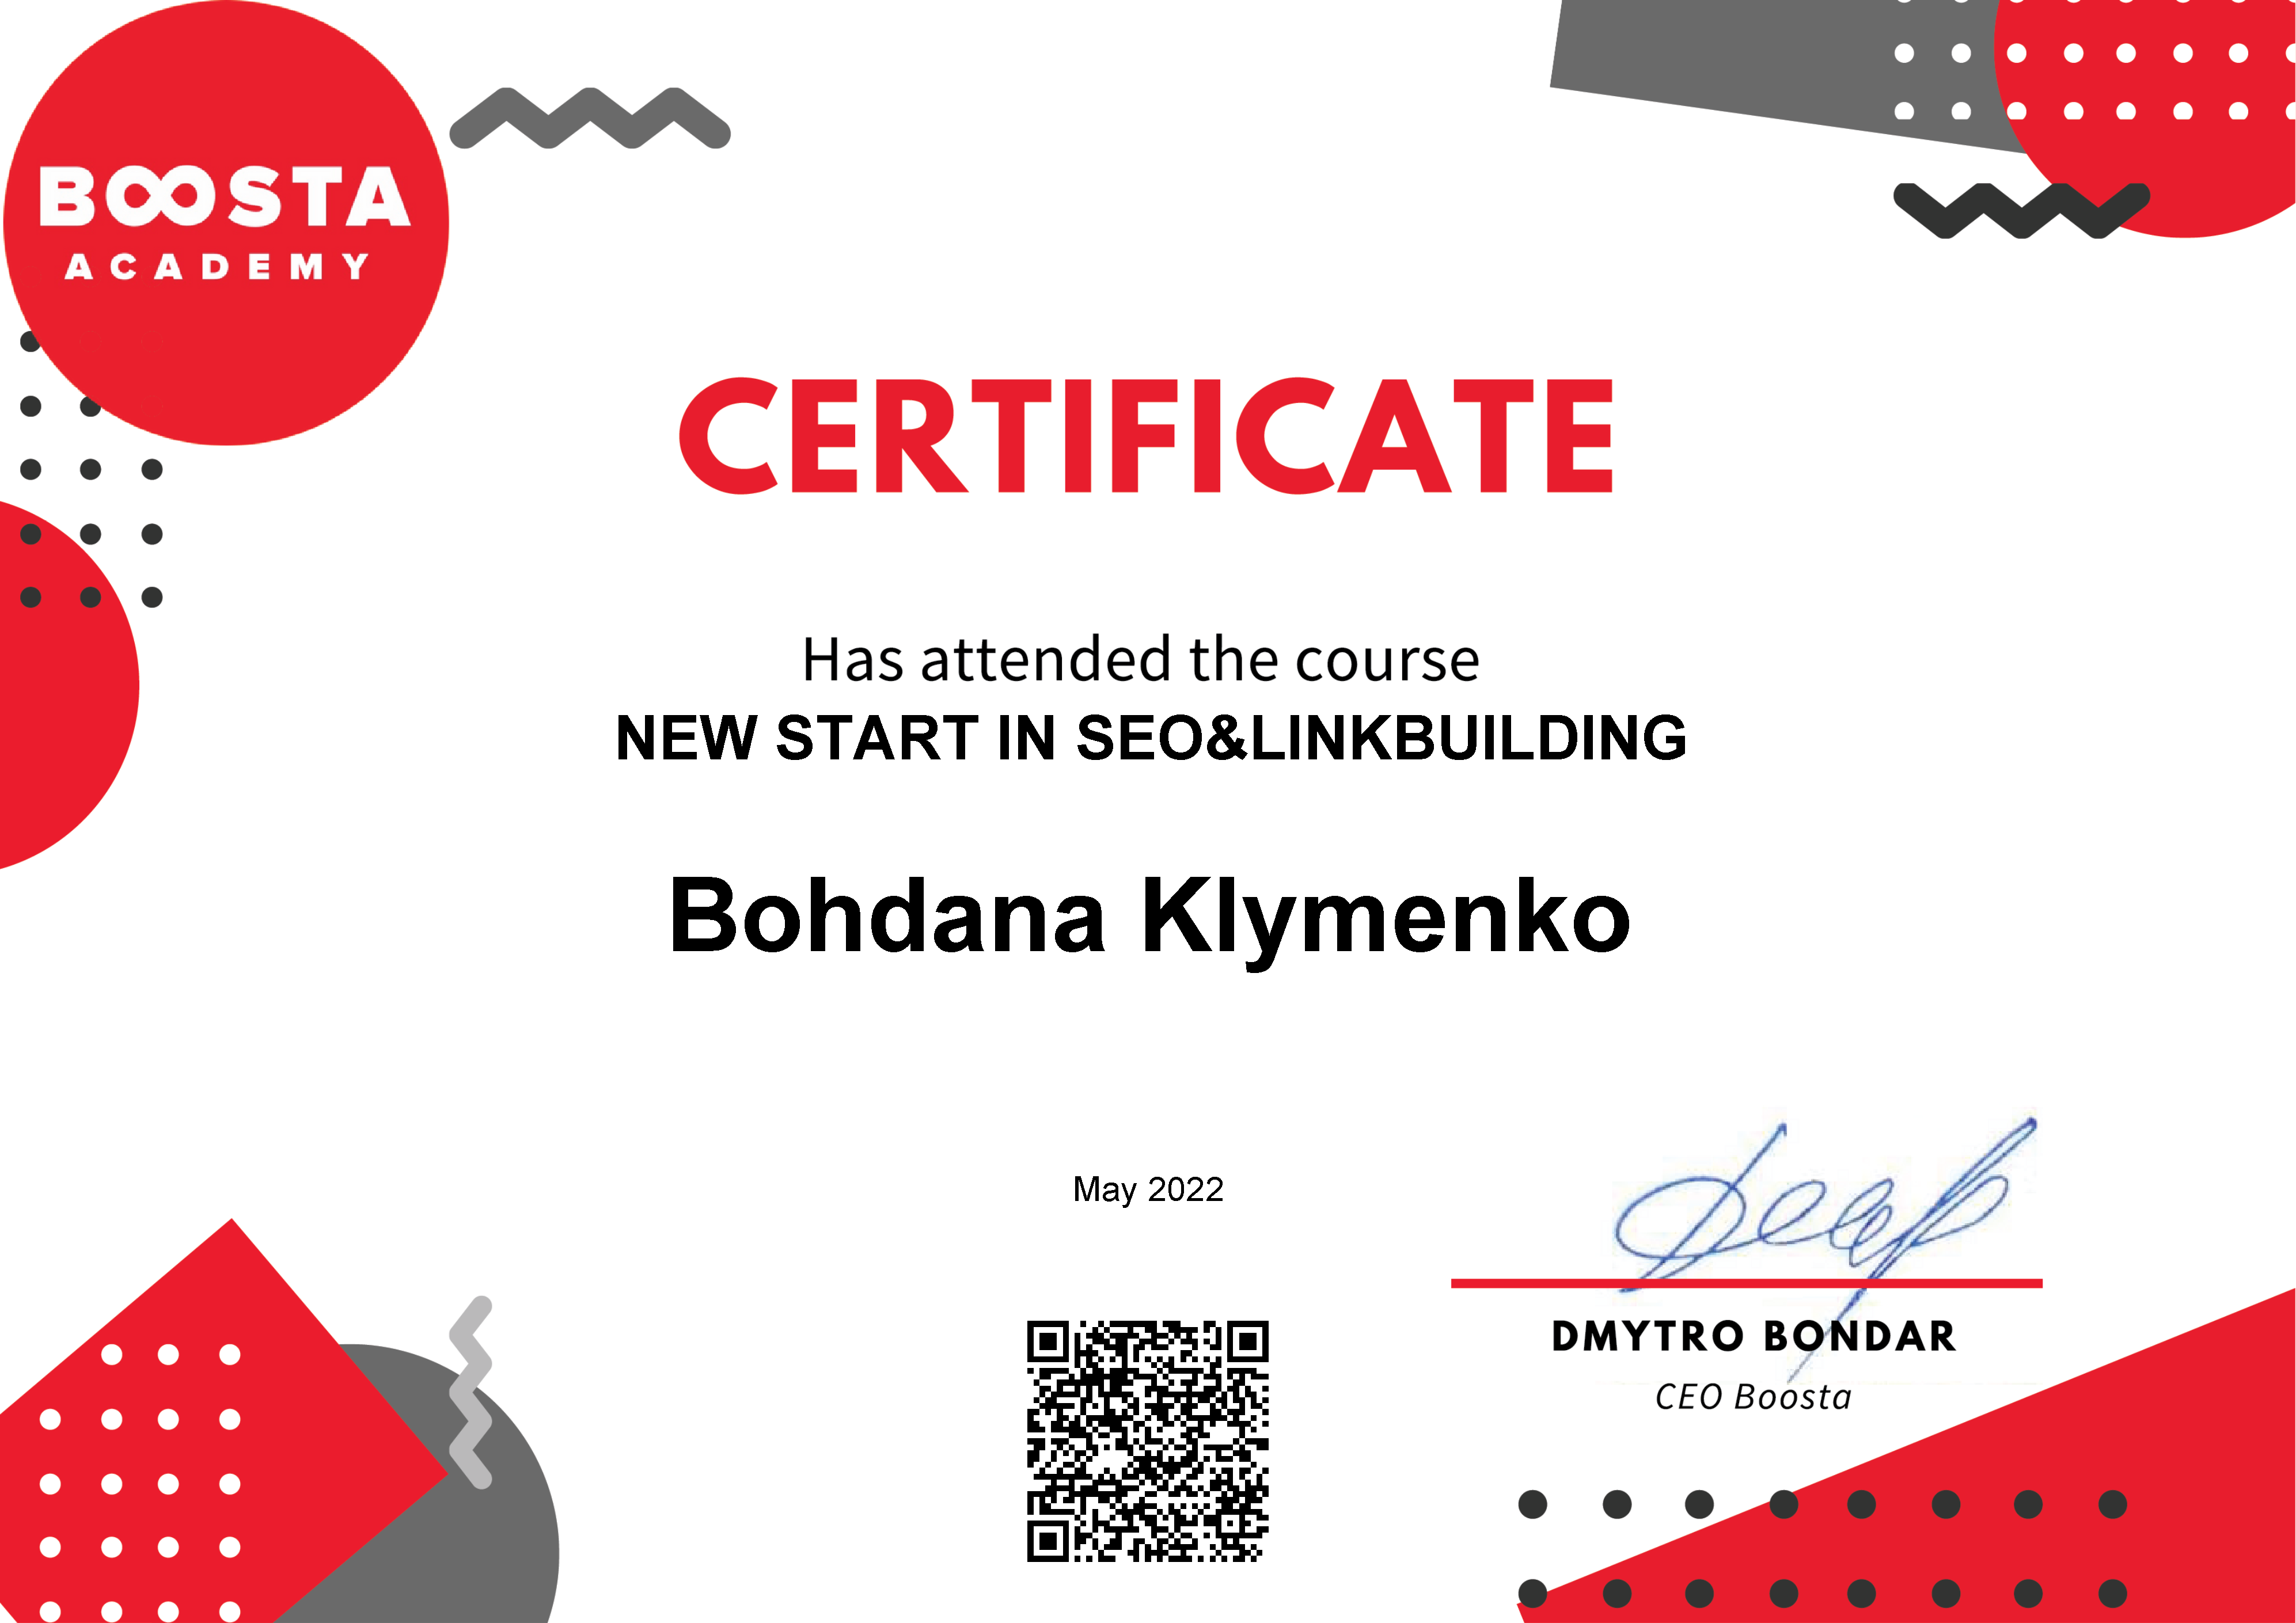 BOOSTA
ACADEMY
CERTIFICATE
Has attended the course
NEW START IN SEO&LINKBUILDING
Bohdana Klymenko
May 2022
DMYTRO BONDAR
CEO Boosta